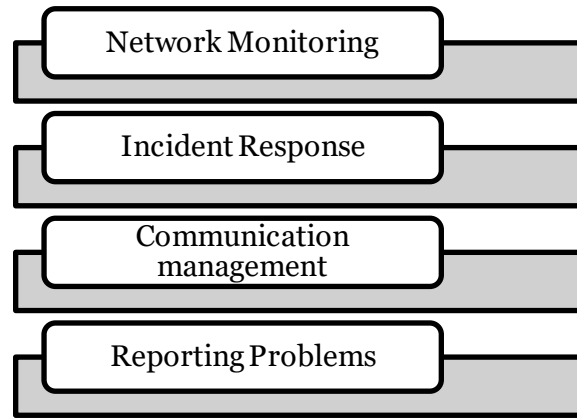 Network Monitoring
Incident Response
Communication
management
Reporting Problems